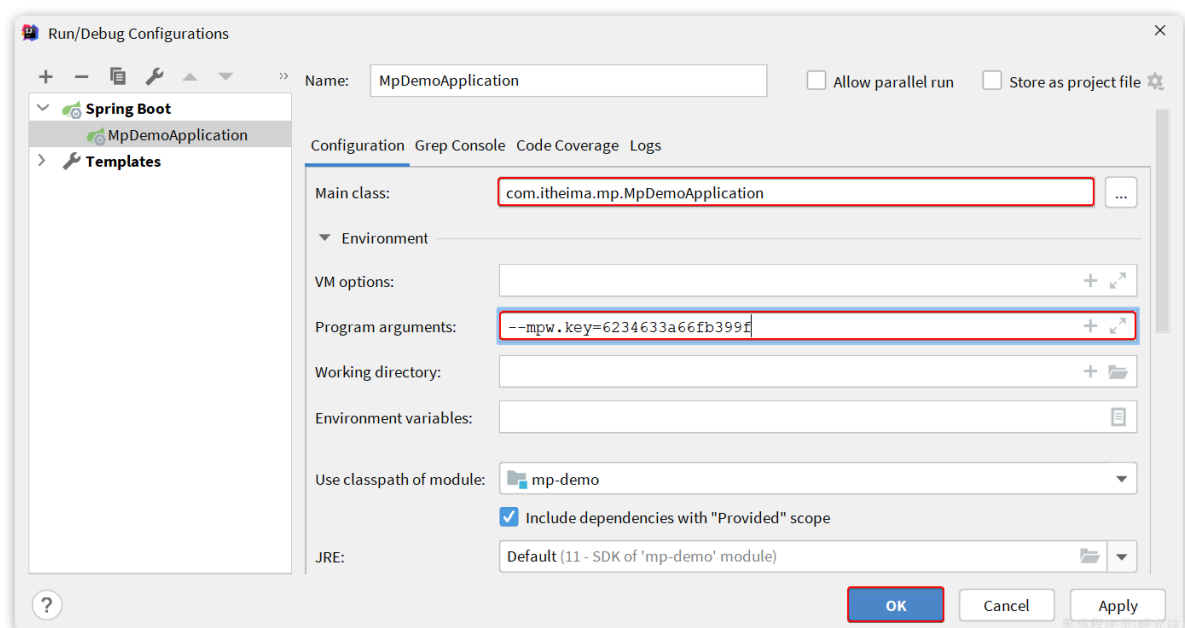 Run/Debug Configurations
Name: MpDemoApplication Allow parallel run Store as project file
Spring Boot
MpDemoApplication
Templates
Configuration Grep Console Code Coverage Logs
Main class: com.itheima.mp.MpDemoApplication ...
Environment
VM options:
Program arguments: --mpw.key=6234633a66fb399f
Working directory:
Environment variables:
Use classpath of module: mp-demo
Include dependencies with "Provided" scope
JRE: Default (11 - SDK of 'mp-demo' module)
? OK Cancel Apply